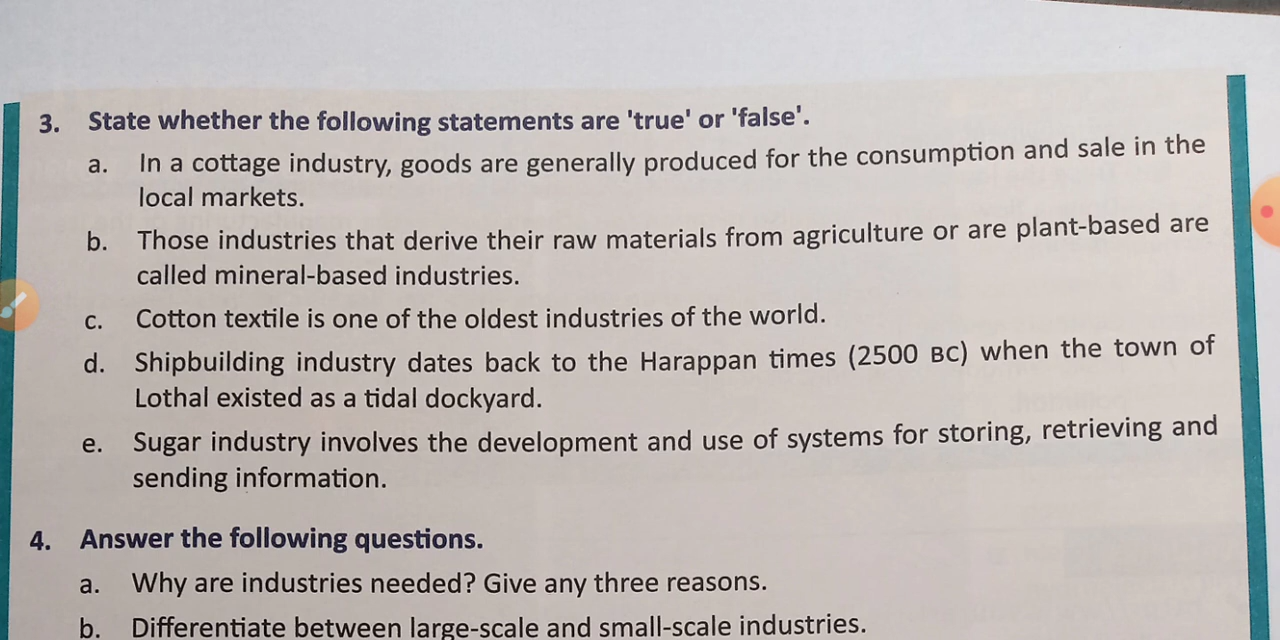 3. State whether the following statements are 'true' or 'false'.
a. In a cottage industry, goods are generally produced for the consumption and sale in the
local markets.
b. Those industries that derive their raw materials from agriculture or are plant-based are
called mineral-based industries.
c. Cotton textile is one of the oldest industries of the world.
d. Shipbuilding industry dates back to the Harappan times (2500 BC) when the town of
Lothal existed as a tidal dockyard.
e. Sugar industry involves the development and use of systems for storing, retrieving and
sending information.
4. Answer the following questions.
a. Why are industries needed? Give any three reasons.
b. Differentiate between large-scale and small-scale industries.